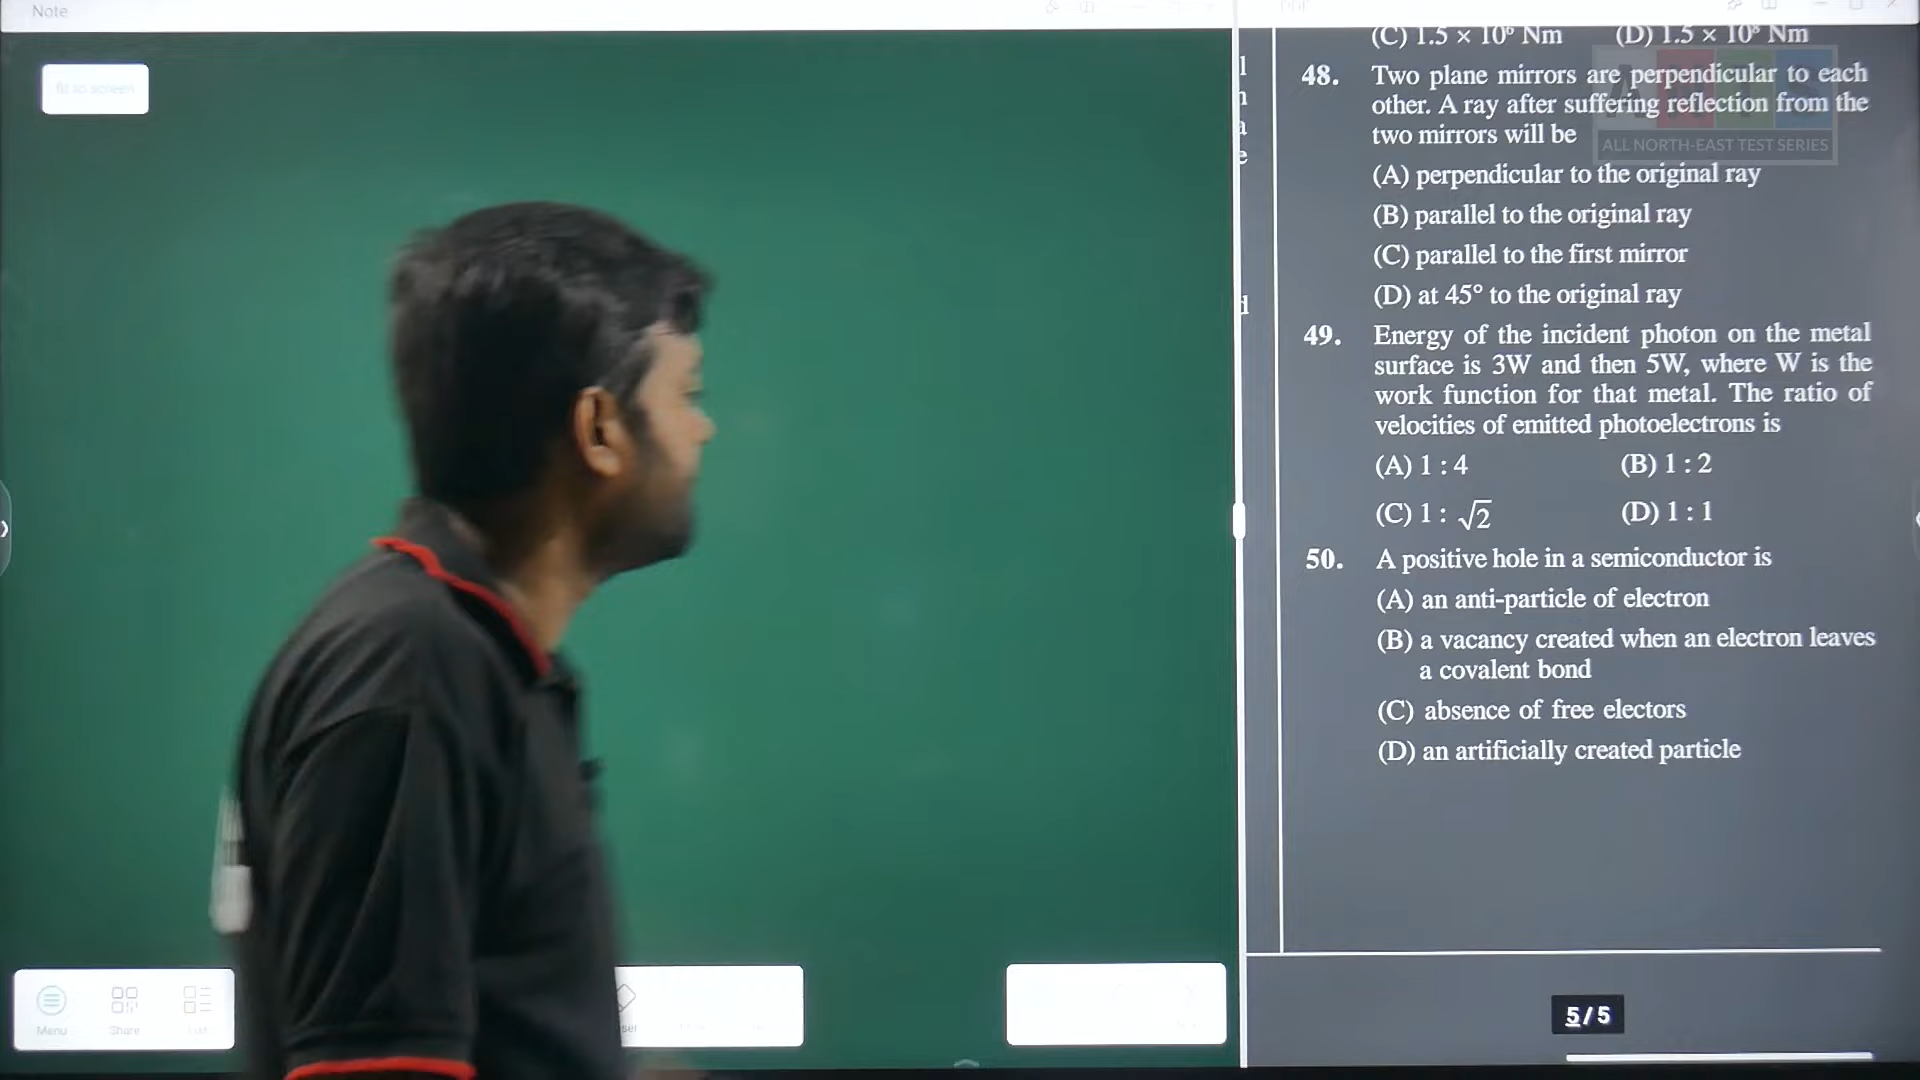 Note
PDF
fit to screen
(C) 1.5 × 10⁶ Nm (D) 1.5 × 10⁸ Nm
48. Two plane mirrors are perpendicular to each
other. A ray after suffering reflection from the
two mirrors will be
ALL NORTH-EAST TEST SERIES
(A) perpendicular to the original ray
(B) parallel to the original ray
(C) parallel to the first mirror
(D) at 45° to the original ray
49. Energy of the incident photon on the metal
surface is 3W and then 5W, where W is the
work function for that metal. The ratio of
velocities of emitted photoelectrons is
(A) 1 : 4 (B) 1 : 2
(C) 1 : √2 (D) 1 : 1
50. A positive hole in a semiconductor is
(A) an anti-particle of electron
(B) a vacancy created when an electron leaves
a covalent bond
(C) absence of free electors
(D) an artificially created particle
5/5
Menu Share List